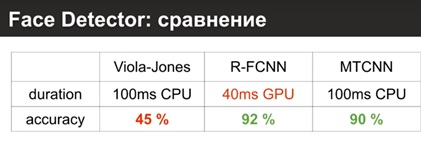 Face Detector: сравнение
Viola-Jones R-FCNN MTCNN
duration 100ms CPU 40ms GPU 100ms CPU
accuracy 45 % 92 % 90 %